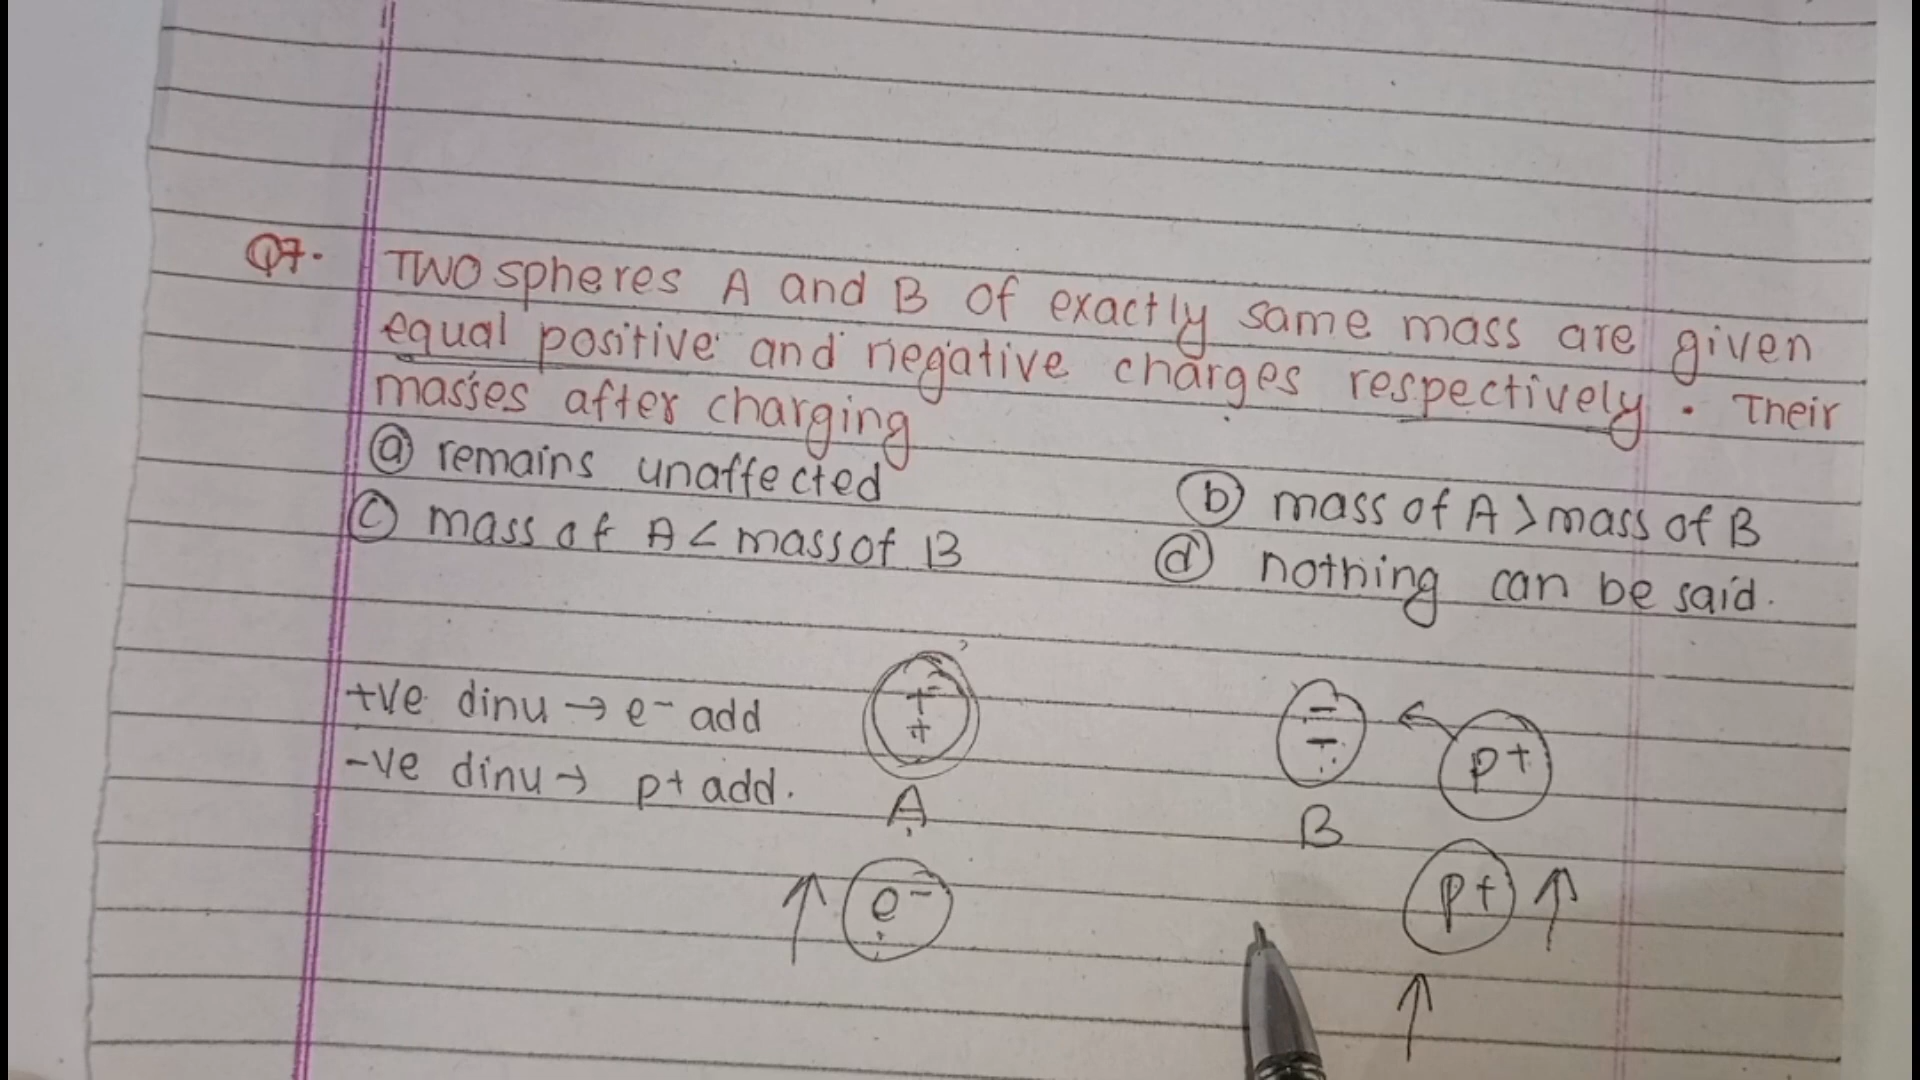 Q7. Two spheres A and B of exactly same mass are given
equal positive and negative charges respectively. Their
masses after charging
(a) remains unaffected (b) mass of A > mass of B
(c) mass of A < mass of B (d) nothing can be said.
+ve dinu → e⁻ add
-ve dinu → p+ add.
+
+
A
−
−
B
p+
e⁻
p+